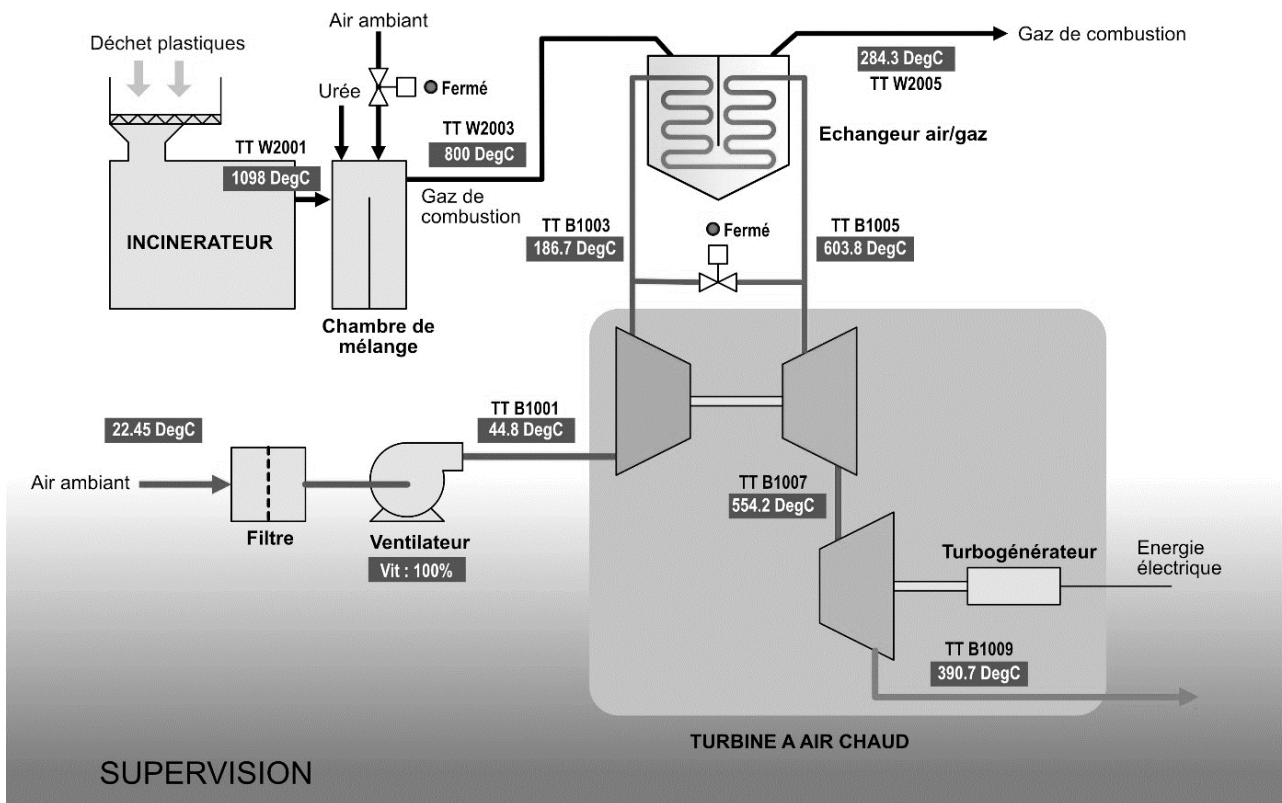 Air ambiant
Déchet plastiques
Urée
Fermé
TT W2001
1098 DegC
TT W2003
800 DegC
Gaz de
combustion
284.3 DegC
TT W2005
Gaz de combustion
Echangeur air/gaz
INCINERATEUR
Chambre de
mélange
TT B1003
186.7 DegC
Fermé
TT B1005
603.8 DegC
22.45 DegC
Air ambiant
Filtre
TT B1001
44.8 DegC
Ventilateur
Vit : 100%
TT B1007
554.2 DegC
Turbogénérateur
Energie
électrique
TT B1009
390.7 DegC
TURBINE A AIR CHAUD
SUPERVISION